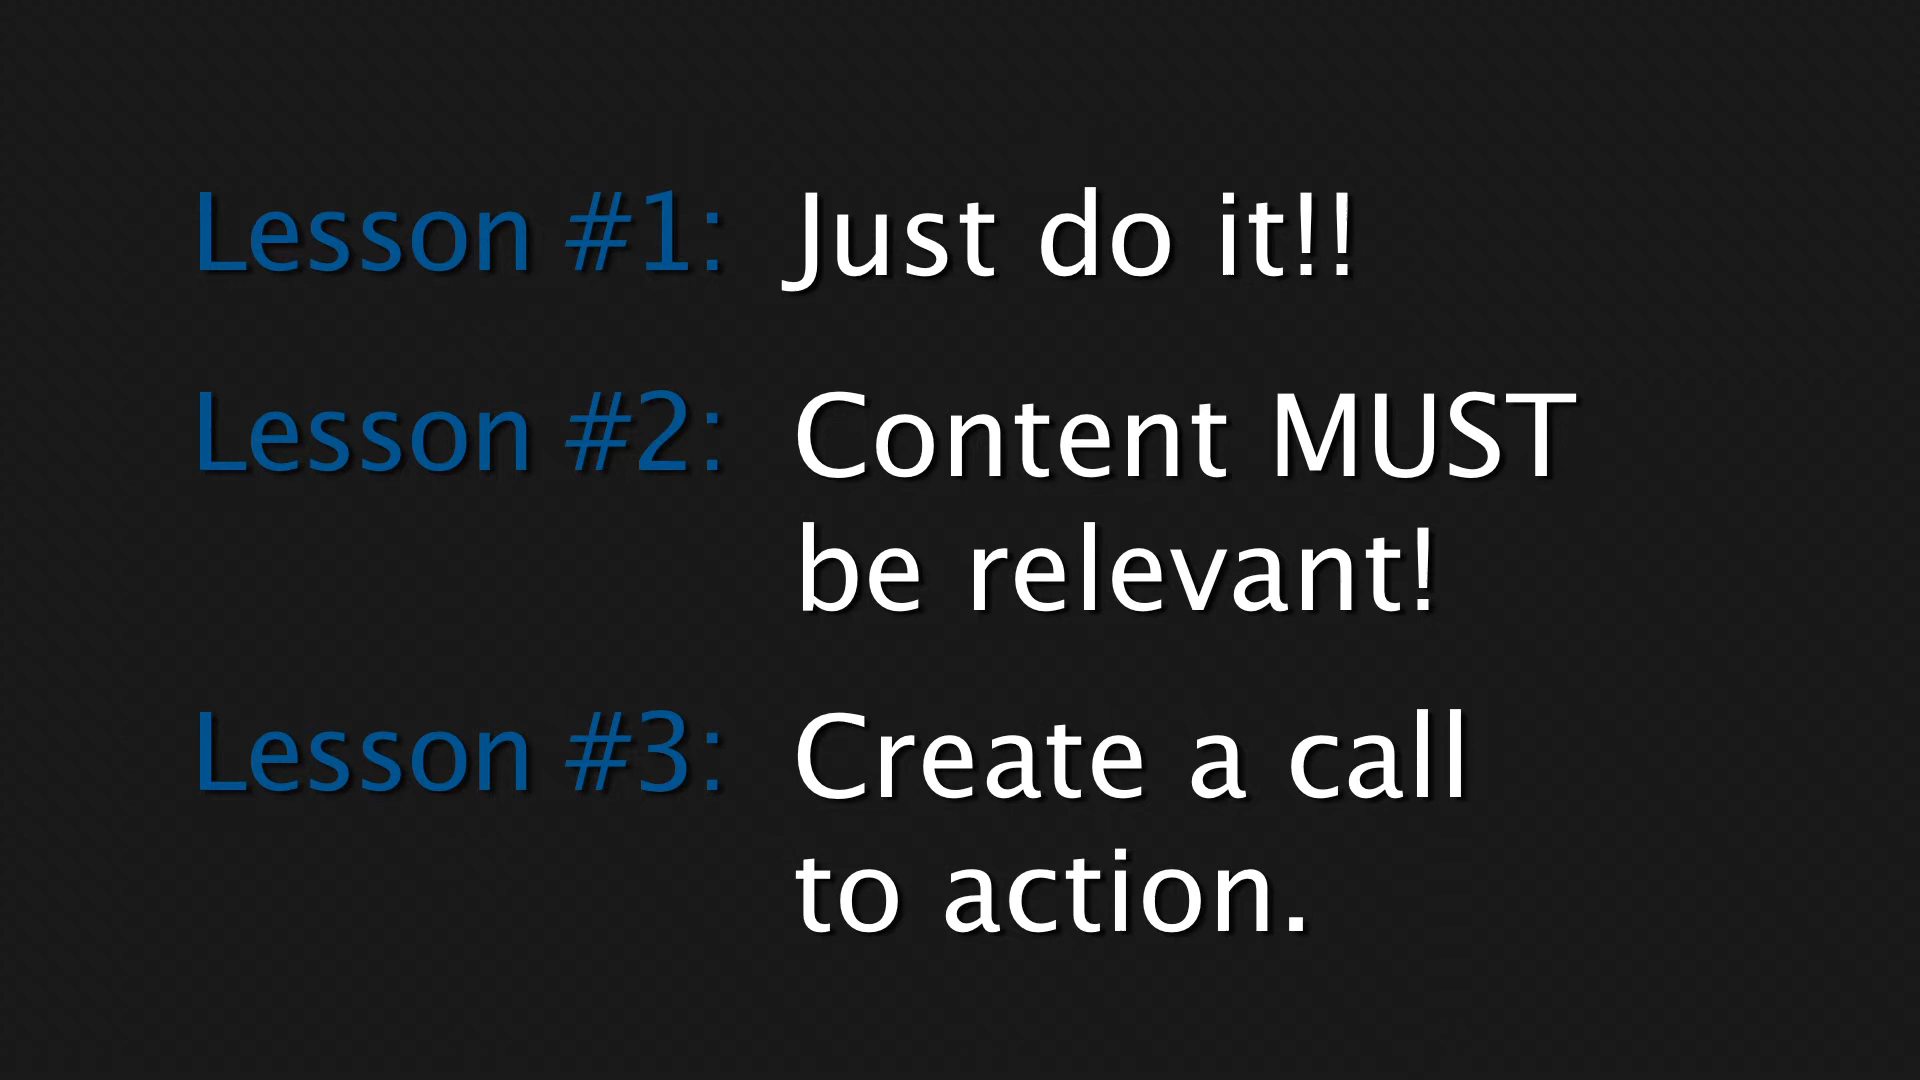 Lesson #1: Just do it!!
Lesson #2: Content MUST
be relevant!
Lesson #3: Create a call
to action.